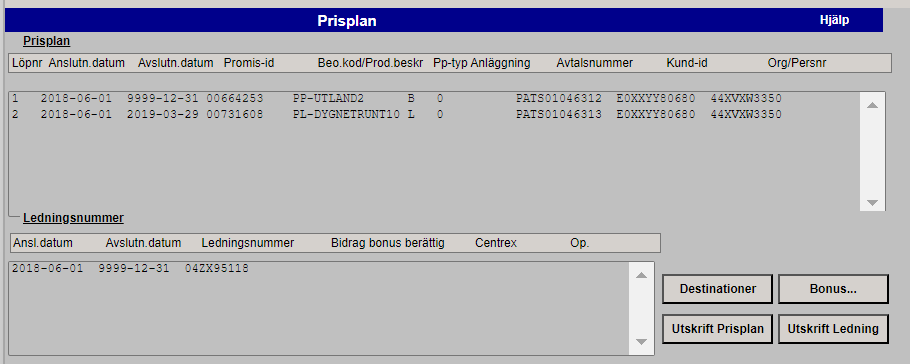 Prisplan Hjälp
Prisplan
Löpnr Anslutn.datum Avslutn.datum Promis-id Beo.kod/Prod.beskr Pp-typ Anläggning Avtalsnummer Kund-id Org/Persnr
1 2018-06-01 9999-12-31 00664253 PP-UTLAND2 B 0 PATS01046312 E0XXYY80680 44XVXW3350
2 2018-06-01 2019-03-29 00731608 PL-DYGNETRUNT10 L 0 PATS01046313 E0XXYY80680 44XVXW3350
Ledningsnummer
Ansl.datum Avslutn.datum Ledningsnummer Bidrag bonus berättig Centrex Op.
2018-06-01 9999-12-31 04ZX95118
Destinationer Bonus...
Utskrift Prisplan Utskrift Ledning